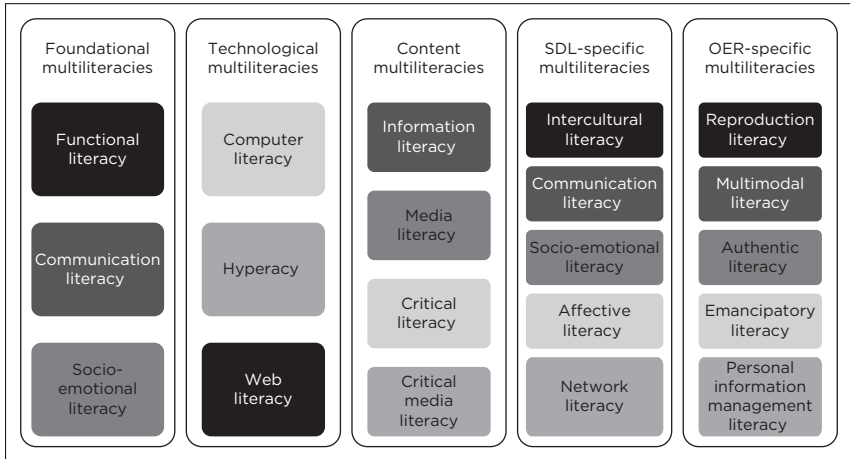 Foundational
multiliteracies
Functional
literacy
Communication
literacy
Socio-
emotional
literacy
Technological
multiliteracies
Computer
literacy
Hyperacy
Web
literacy
Content
multiliteracies
Information
literacy
Media
literacy
Critical
literacy
Critical
media
literacy
SDL-specific
multiliteracies
Intercultural
literacy
Communication
literacy
Socio-emotional
literacy
Affective
literacy
Network
literacy
OER-specific
multiliteracies
Reproduction
literacy
Multimodal
literacy
Authentic
literacy
Emancipatory
literacy
Personal
information
management
literacy